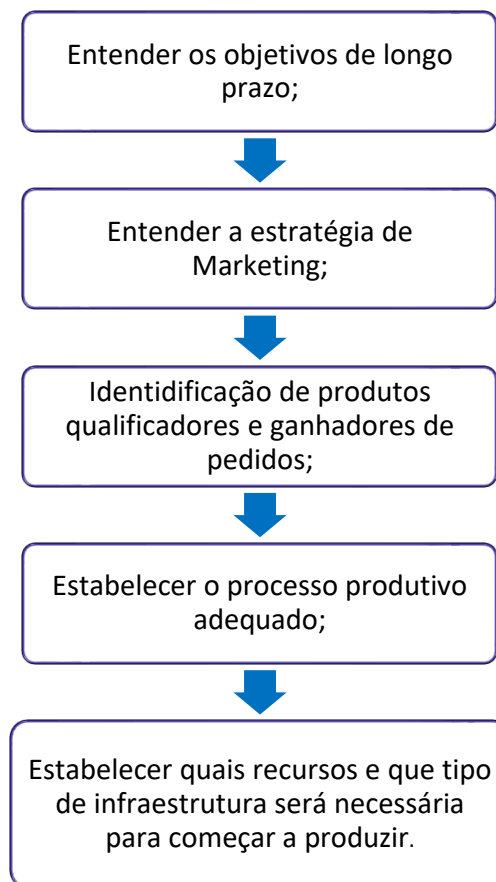 Entender os objetivos de longo
prazo;
Entender a estratégia de
Marketing;
Identidificação de produtos
qualificadores e ganhadores de
pedidos;
Estabelecer o processo produtivo
adequado;
Estabelecer quais recursos e que tipo
de infraestrutura será necessária
para começar a produzir.